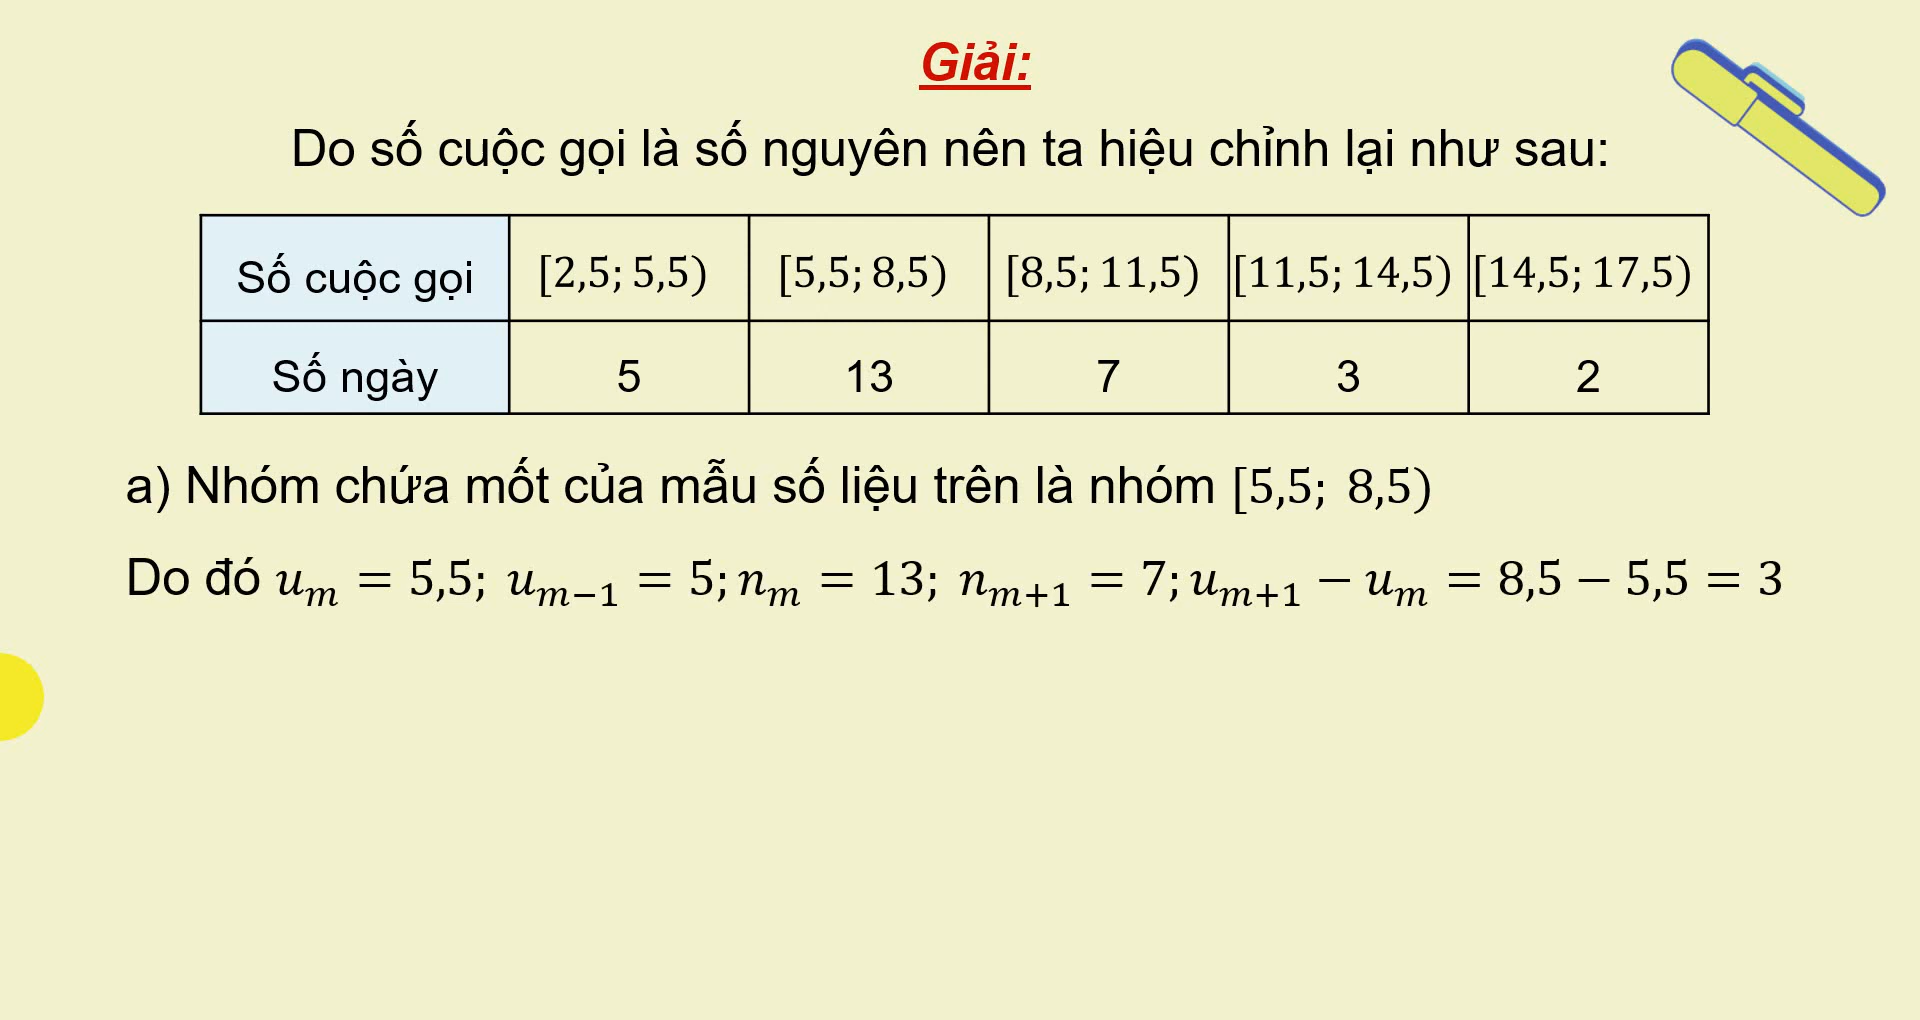 Giải:
Do số cuộc gọi là số nguyên nên ta hiệu chỉnh lại như sau:
Số cuộc gọi [2,5; 5,5) [5,5; 8,5) [8,5; 11,5) [11,5; 14,5) [14,5; 17,5)
Số ngày 5 13 7 3 2
a) Nhóm chứa mốt của mẫu số liệu trên là nhóm [5,5; 8,5)
Do đó u_m = 5,5; u_{m−1} = 5; n_m = 13; n_{m+1} = 7; u_{m+1} − u_m = 8,5 − 5,5 = 3